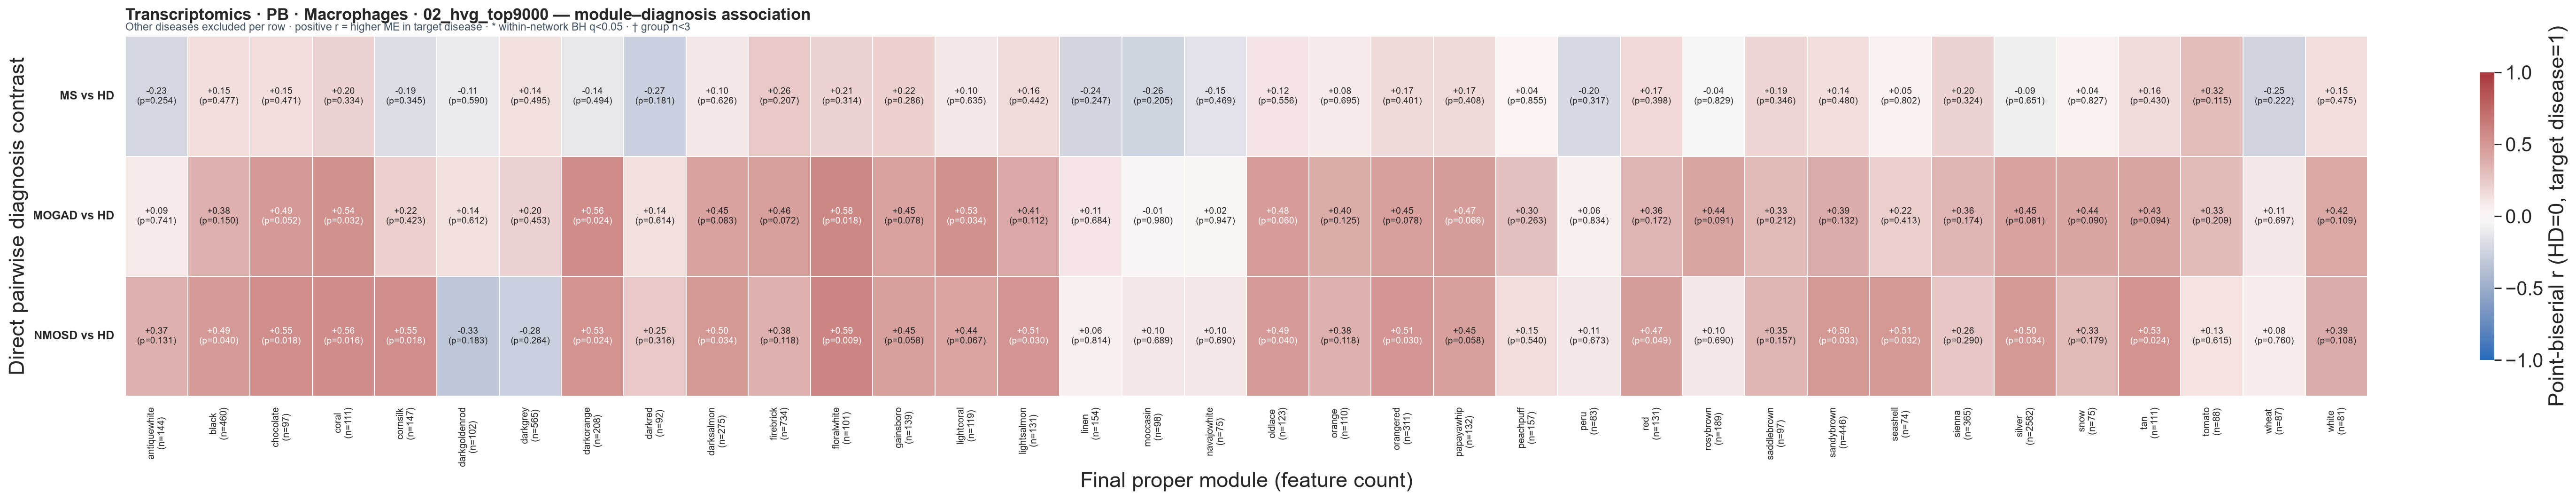 Transcriptomics · PB · Macrophages · 02_hvg_top9000 — module–diagnosis association
Other diseases excluded per row · positive r = higher ME in target disease · * within-network BH q<0.05 · † group n<3
Direct pairwise diagnosis contrast
MS vs HD
-0.23 +0.15 +0.15 +0.20 -0.19 -0.11 +0.14 -0.14 -0.27 +0.10 +0.26 +0.21 +0.22 +0.10 +0.16 -0.24 -0.26 -0.15 +0.12 +0.08 +0.17 +0.17 +0.04 -0.20 +0.17 -0.04 +0.19 +0.14 +0.05 +0.20 -0.09 +0.04 +0.16 +0.32 -0.25 +0.15
(p=0.254) (p=0.477) (p=0.471) (p=0.334) (p=0.345) (p=0.590) (p=0.495) (p=0.494) (p=0.181) (p=0.626) (p=0.207) (p=0.314) (p=0.286) (p=0.635) (p=0.442) (p=0.247) (p=0.205) (p=0.469) (p=0.556) (p=0.695) (p=0.401) (p=0.408) (p=0.855) (p=0.317) (p=0.398) (p=0.829) (p=0.346) (p=0.480) (p=0.802) (p=0.324) (p=0.651) (p=0.827) (p=0.430) (p=0.115) (p=0.222) (p=0.475)
MOGAD vs HD
+0.09 +0.38 +0.49 +0.54 +0.22 +0.14 +0.20 +0.56 +0.14 +0.45 +0.46 +0.58 +0.45 +0.53 +0.41 +0.11 -0.01 +0.02 +0.48 +0.40 +0.45 +0.47 +0.30 +0.06 +0.36 +0.44 +0.33 +0.39 +0.22 +0.36 +0.45 +0.44 +0.43 +0.33 +0.11 +0.42
(p=0.741) (p=0.150) (p=0.052) (p=0.032) (p=0.423) (p=0.612) (p=0.453) (p=0.024) (p=0.614) (p=0.083) (p=0.072) (p=0.018) (p=0.078) (p=0.034) (p=0.112) (p=0.684) (p=0.980) (p=0.947) (p=0.060) (p=0.125) (p=0.078) (p=0.066) (p=0.263) (p=0.834) (p=0.172) (p=0.091) (p=0.212) (p=0.132) (p=0.413) (p=0.174) (p=0.081) (p=0.090) (p=0.094) (p=0.209) (p=0.697) (p=0.109)
NMOSD vs HD
+0.37 +0.49 +0.55 +0.56 +0.55 -0.33 -0.28 +0.53 +0.25 +0.50 +0.38 +0.59 +0.45 +0.44 +0.51 +0.06 +0.10 +0.10 +0.49 +0.38 +0.51 +0.45 +0.15 +0.11 +0.47 +0.10 +0.35 +0.50 +0.51 +0.26 +0.50 +0.33 +0.53 +0.13 +0.08 +0.39
(p=0.131) (p=0.040) (p=0.018) (p=0.016) (p=0.018) (p=0.183) (p=0.264) (p=0.024) (p=0.316) (p=0.034) (p=0.118) (p=0.009) (p=0.058) (p=0.067) (p=0.030) (p=0.814) (p=0.689) (p=0.690) (p=0.040) (p=0.118) (p=0.030) (p=0.058) (p=0.540) (p=0.673) (p=0.049) (p=0.690) (p=0.157) (p=0.033) (p=0.032) (p=0.290) (p=0.034) (p=0.179) (p=0.024) (p=0.615) (p=0.760) (p=0.108)
antiquewhite
(n=144)
black
(n=460)
chocolate
(n=97)
coral
(n=111)
cornsilk
(n=147)
darkgoldenrod
(n=102)
darkgrey
(n=565)
darkorange
(n=208)
darkred
(n=92)
darksalmon
(n=275)
firebrick
(n=734)
floralwhite
(n=101)
gainsboro
(n=139)
lightcoral
(n=119)
lightsalmon
(n=131)
linen
(n=154)
moccasin
(n=98)
navajowhite
(n=75)
oldlace
(n=123)
orange
(n=110)
orangered
(n=311)
papayawhip
(n=132)
peachpuff
(n=157)
peru
(n=83)
red
(n=131)
rosybrown
(n=189)
saddlebrown
(n=97)
sandybrown
(n=446)
seashell
(n=74)
sienna
(n=365)
silver
(n=2582)
snow
(n=75)
tan
(n=111)
tomato
(n=88)
wheat
(n=87)
white
(n=81)
Final proper module (feature count)
1.0
0.5
0.0
−0.5
−1.0
Point-biserial r (HD=0, target disease=1)